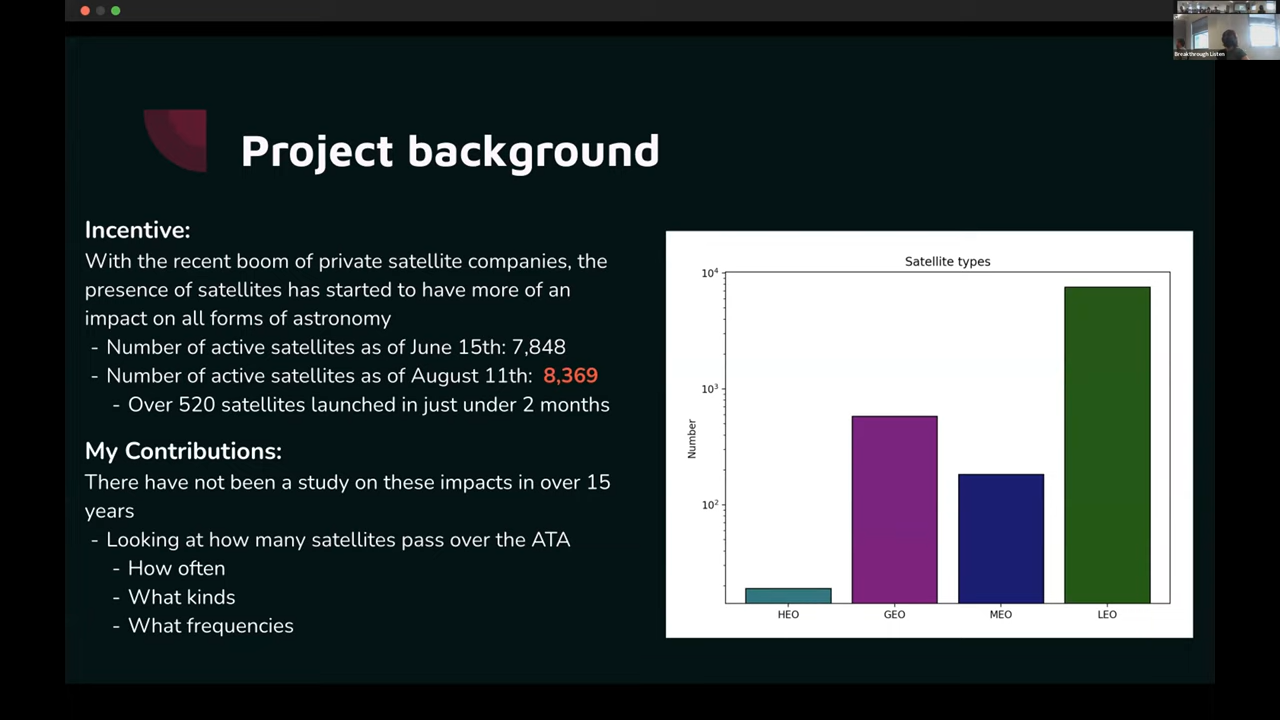 Breakthrough Listen
Project background
Incentive:
With the recent boom of private satellite companies, the
presence of satellites has started to have more of an
impact on all forms of astronomy
- Number of active satellites as of June 15th: 7,848
- Number of active satellites as of August 11th: 8,369
- Over 520 satellites launched in just under 2 months
My Contributions:
There have not been a study on these impacts in over 15
years
- Looking at how many satellites pass over the ATA
- How often
- What kinds
- What frequencies
Satellite types
10⁴
10³
10²
Number
HEO GEO MEO LEO